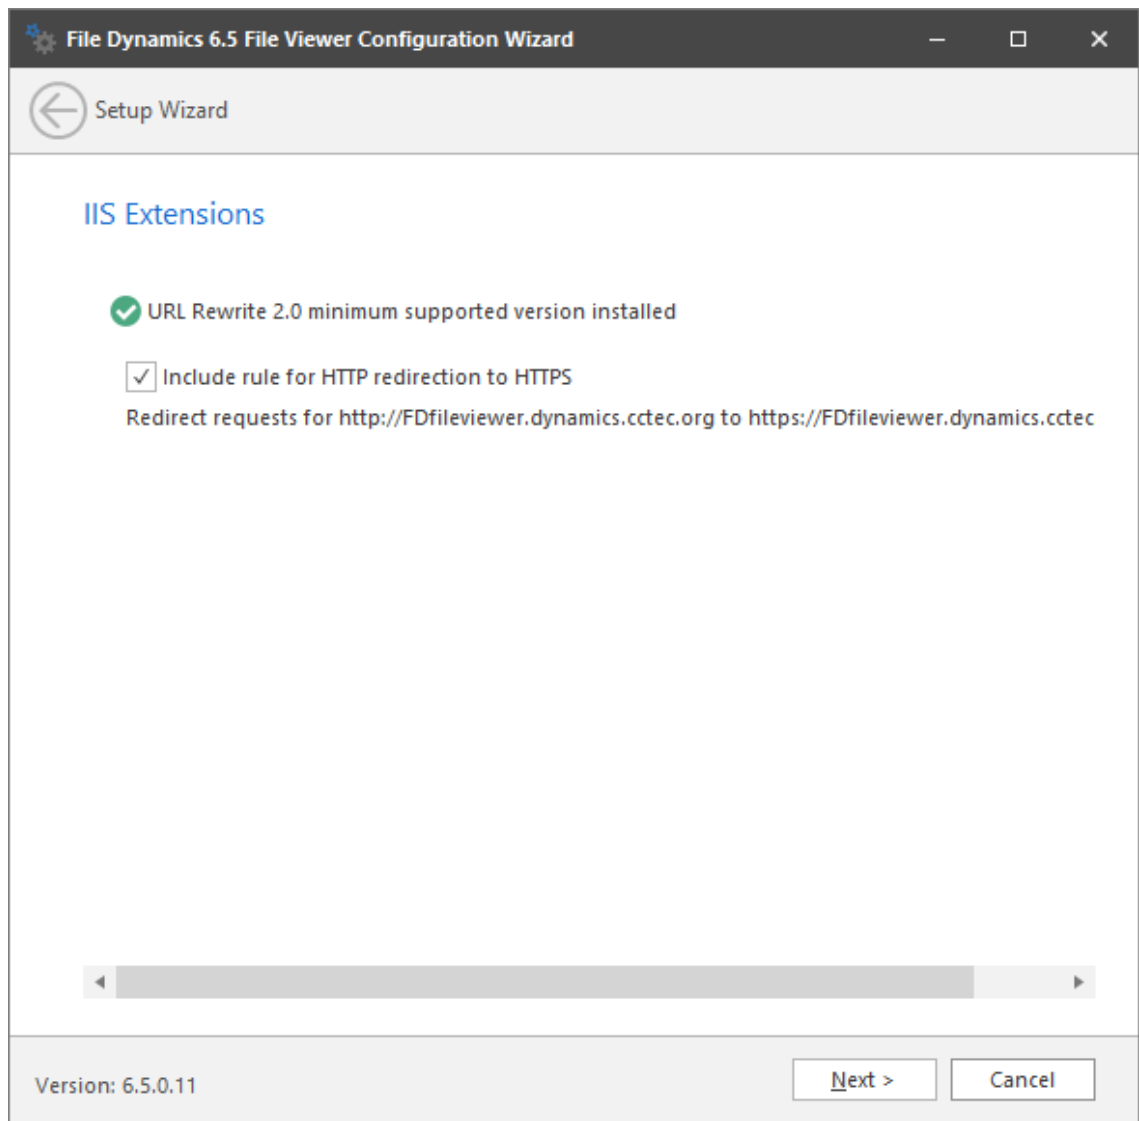 File Dynamics 6.5 File Viewer Configuration Wizard
Setup Wizard
IIS Extensions
URL Rewrite 2.0 minimum supported version installed
Include rule for HTTP redirection to HTTPS
Redirect requests for http://FDfileviewer.dynamics.cctec.org to https://FDfileviewer.dynamics.cctec
Version: 6.5.0.11
Next >
Cancel